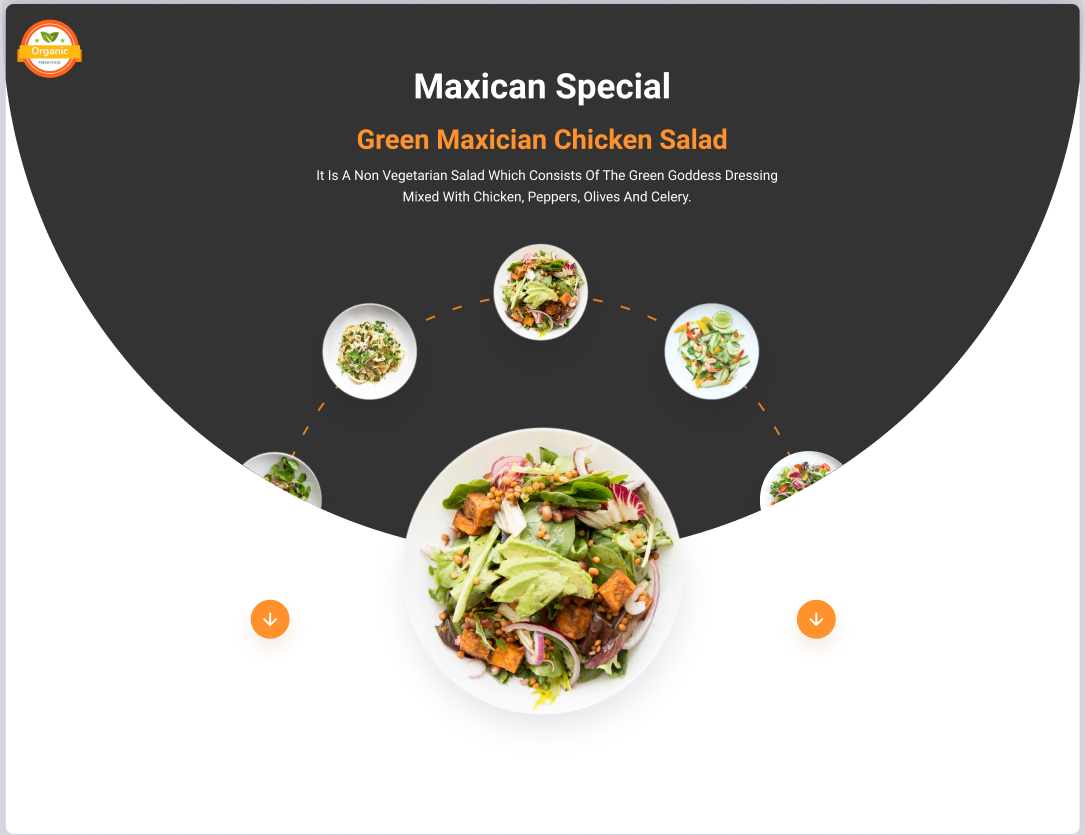 Organic
FRESH FOOD
Maxican Special
Green Maxician Chicken Salad
It Is A Non Vegetarian Salad Which Consists Of The Green Goddess Dressing
Mixed With Chicken, Peppers, Olives And Celery.